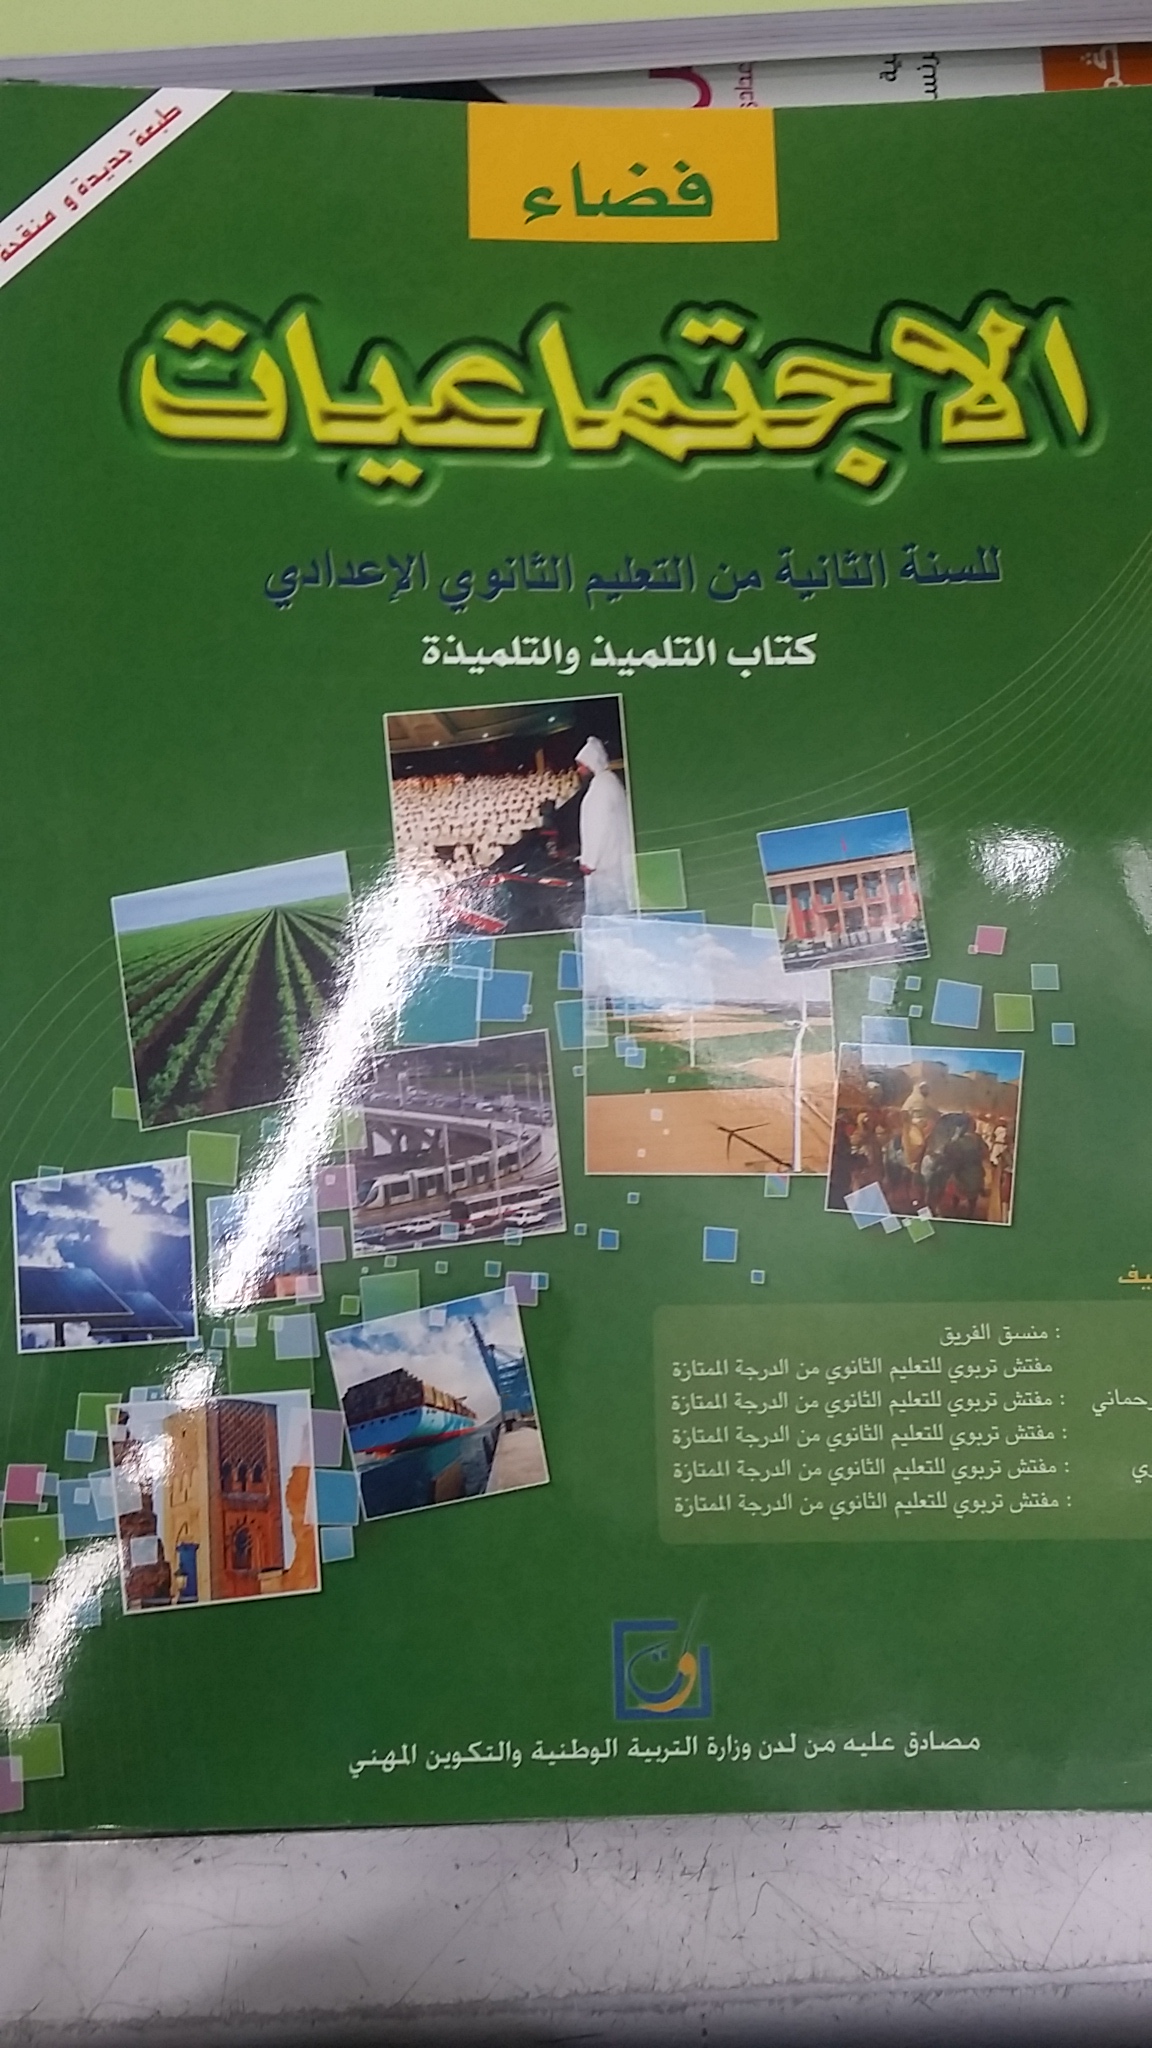 طبعة جديدة و منقحة
فضاء
الاجتماعيات
للسنة الثانية من التعليم الثانوي الإعدادي
كتاب التلميذ والتلميذة
: منسق الفريق
مفتش تربوي للتعليم الثانوي من الدرجة الممتازة
: مفتش تربوي للتعليم الثانوي من الدرجة الممتازة
: مفتش تربوي للتعليم الثانوي من الدرجة الممتازة
: مفتش تربوي للتعليم الثانوي من الدرجة الممتازة
: مفتش تربوي للتعليم الثانوي من الدرجة الممتازة
مصادق عليه من لدن وزارة التربية الوطنية والتكوين المهني